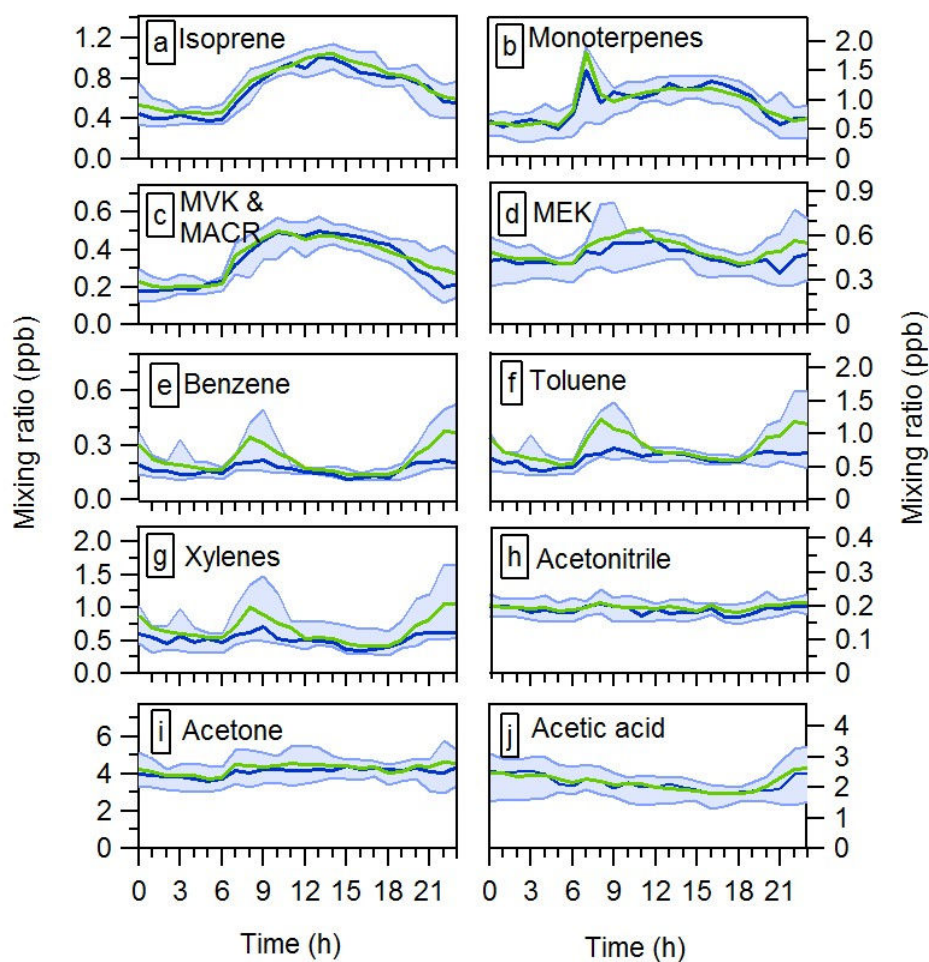 a Isoprene
1.2
0.8
0.4
0.0
b Monoterpenes
2.0
1.5
1.0
0.5
0
c MVK &
MACR
0.6
0.4
0.2
0.0
d MEK
0.9
0.6
0.3
0
e Benzene
0.6
0.3
0.0
f Toluene
2.0
1.5
1.0
0.5
0
g Xylenes
2.0
1.5
1.0
0.5
0.0
h Acetonitrile
0.4
0.3
0.2
0.1
0
i Acetone
6
4
2
0
j Acetic acid
4
3
2
1
0
0 3 6 9 12 15 18 21
0 3 6 9 12 15 18 21
Time (h)
Time (h)
Mixing ratio (ppb)
Mixing ratio (ppb)